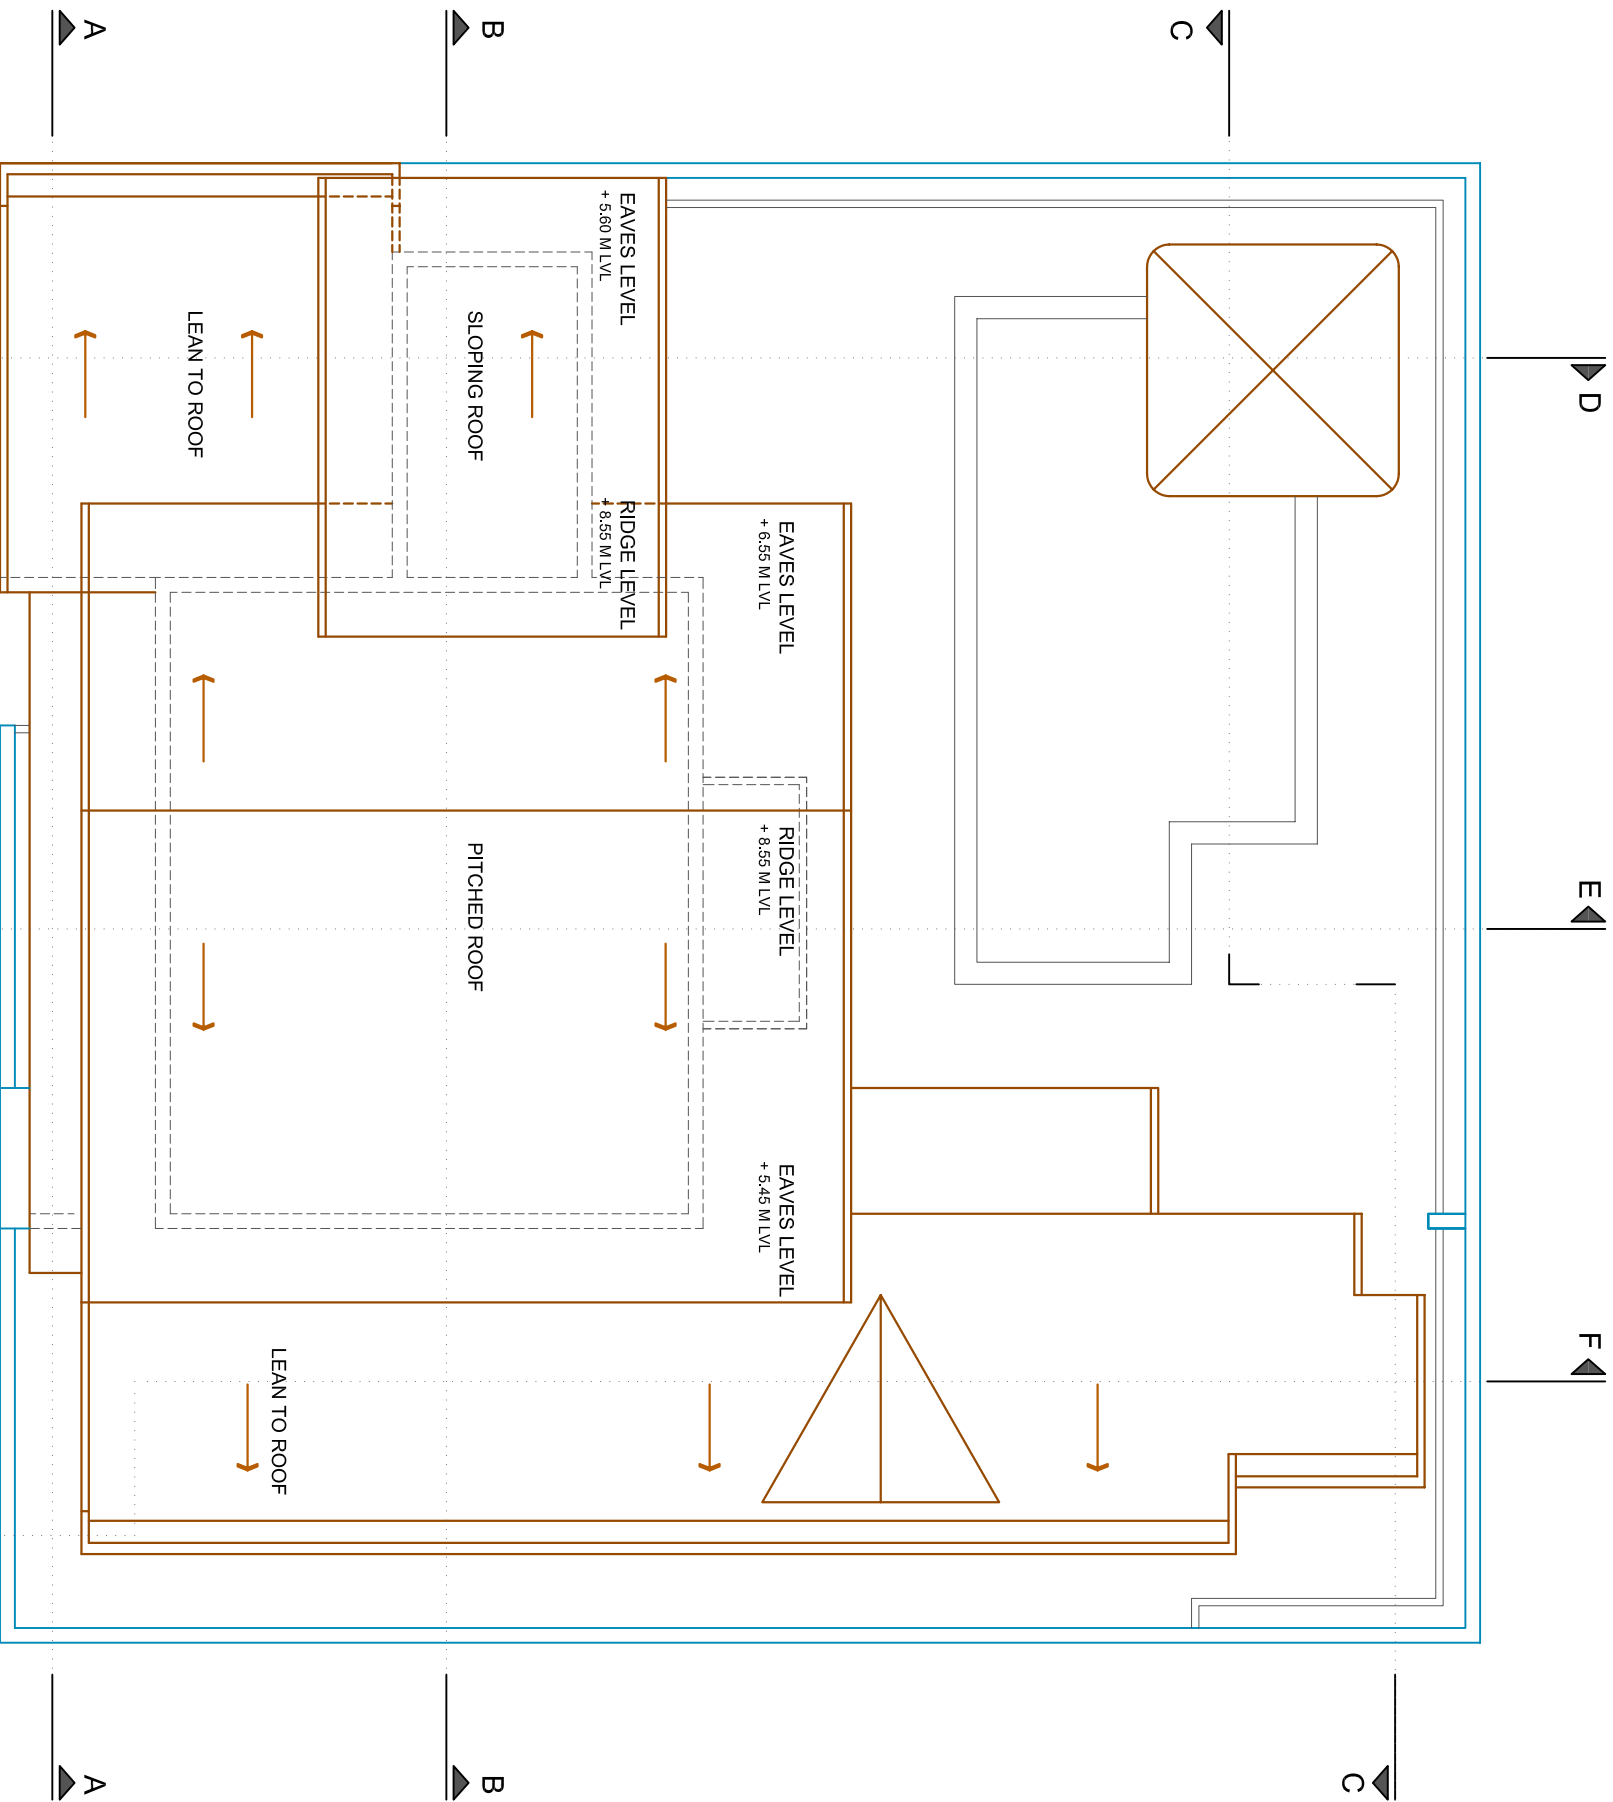 A
B
C
D
E
F
EAVES LEVEL
+ 5.60 M LVL
RIDGE LEVEL
+ 8.55 M LVL
EAVES LEVEL
+ 6.55 M LVL
RIDGE LEVEL
+ 8.55 M LVL
EAVES LEVEL
+ 5.45 M LVL
SLOPING ROOF
PITCHED ROOF
LEAN TO ROOF
LEAN TO ROOF
A
B
C